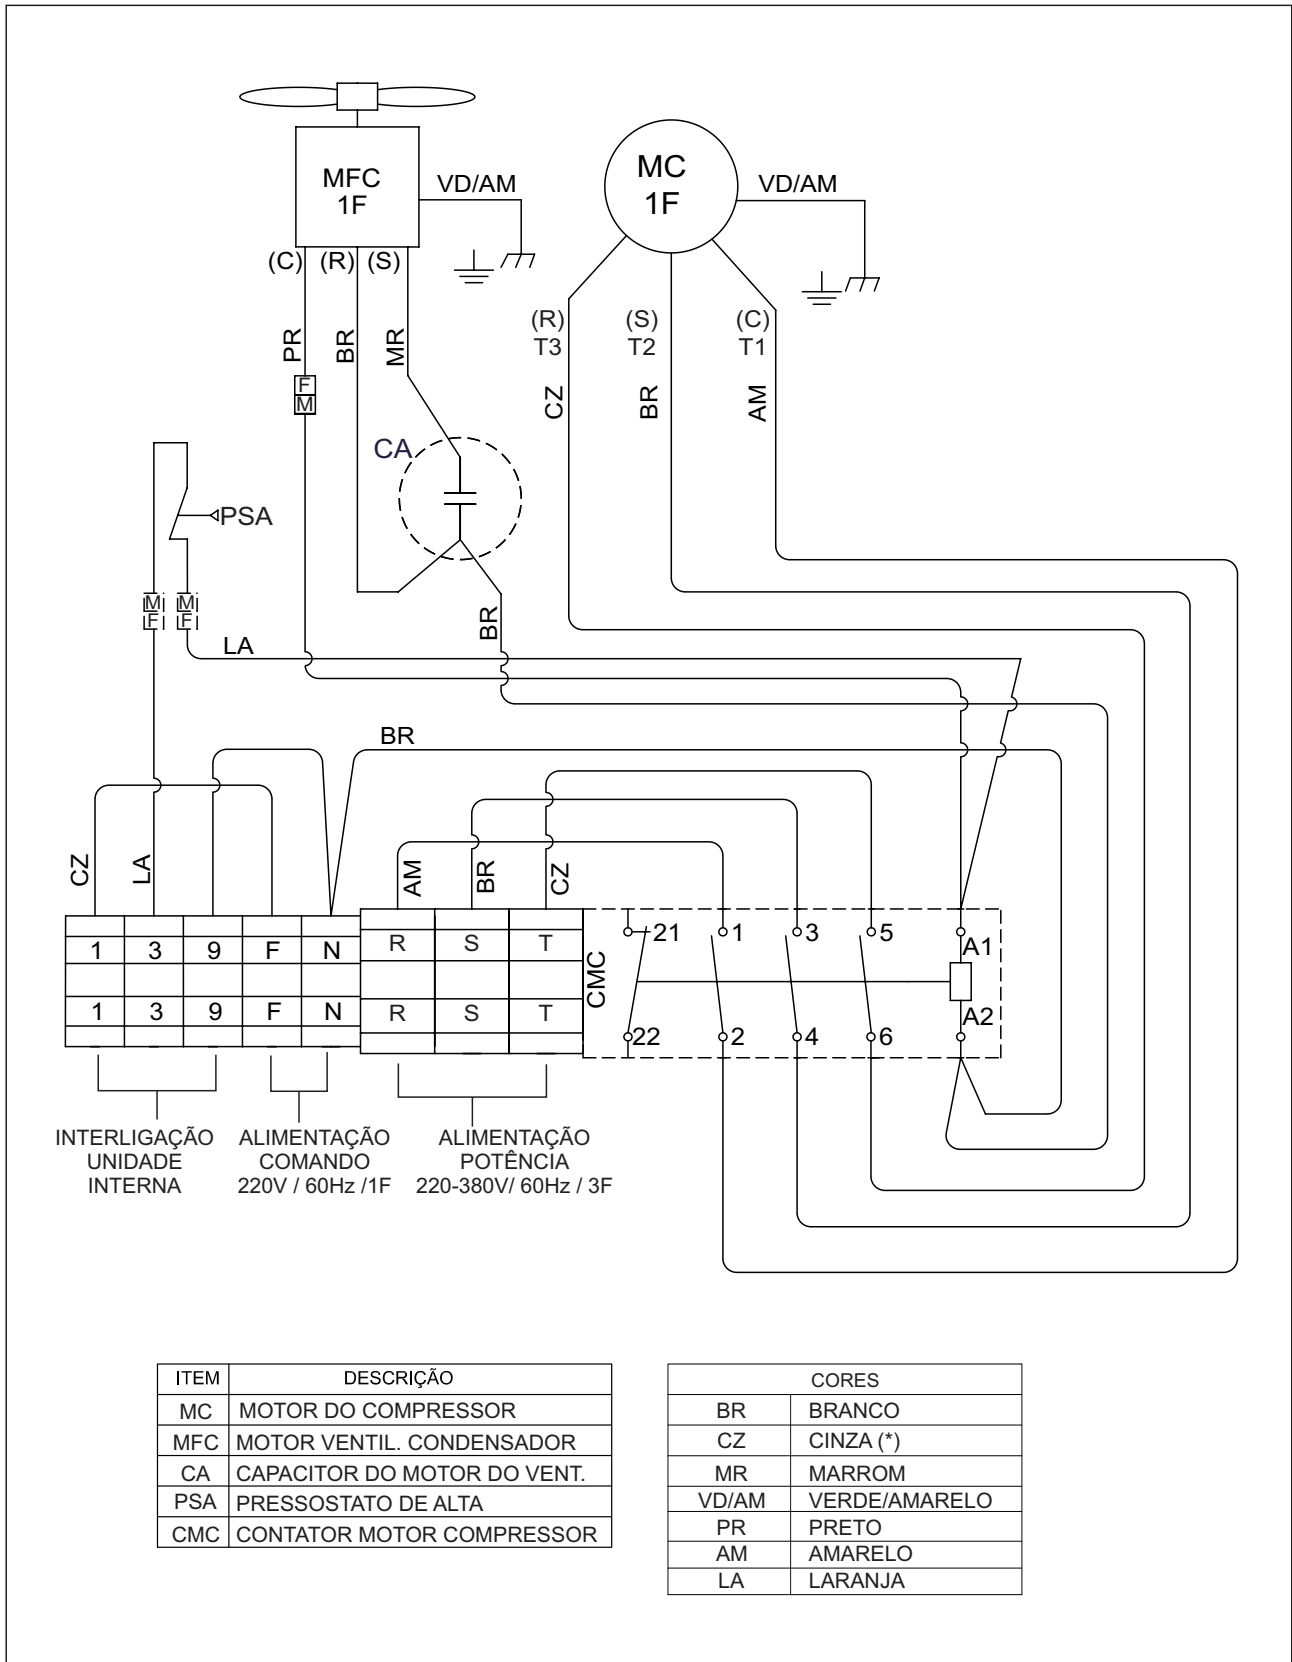 MFC
1F
VD/AM
MC
1F
VD/AM
(C) (R) (S)
PR
BR
MR
(R)
T3
(S)
T2
(C)
T1
CZ
BR
AM
F
M
CA
PSA
M
F
M
F
BR
LA
BR
CZ
LA
AM
BR
CZ
1 3 9 F N R S T
1 3 9 F N R S T
CMC
21 1 3 5 A1
22 2 4 6 A2
INTERLIGAÇÃO
UNIDADE
INTERNA
ALIMENTAÇÃO
COMANDO
220V / 60Hz /1F
ALIMENTAÇÃO
POTÊNCIA
220-380V/ 60Hz / 3F
ITEM DESCRIÇÃO
MC MOTOR DO COMPRESSOR
MFC MOTOR VENTIL. CONDENSADOR
CA CAPACITOR DO MOTOR DO VENT.
PSA PRESSOSTATO DE ALTA
CMC CONTATOR MOTOR COMPRESSOR
CORES
BR BRANCO
CZ CINZA (*)
MR MARROM
VD/AM VERDE/AMARELO
PR PRETO
AM AMARELO
LA LARANJA